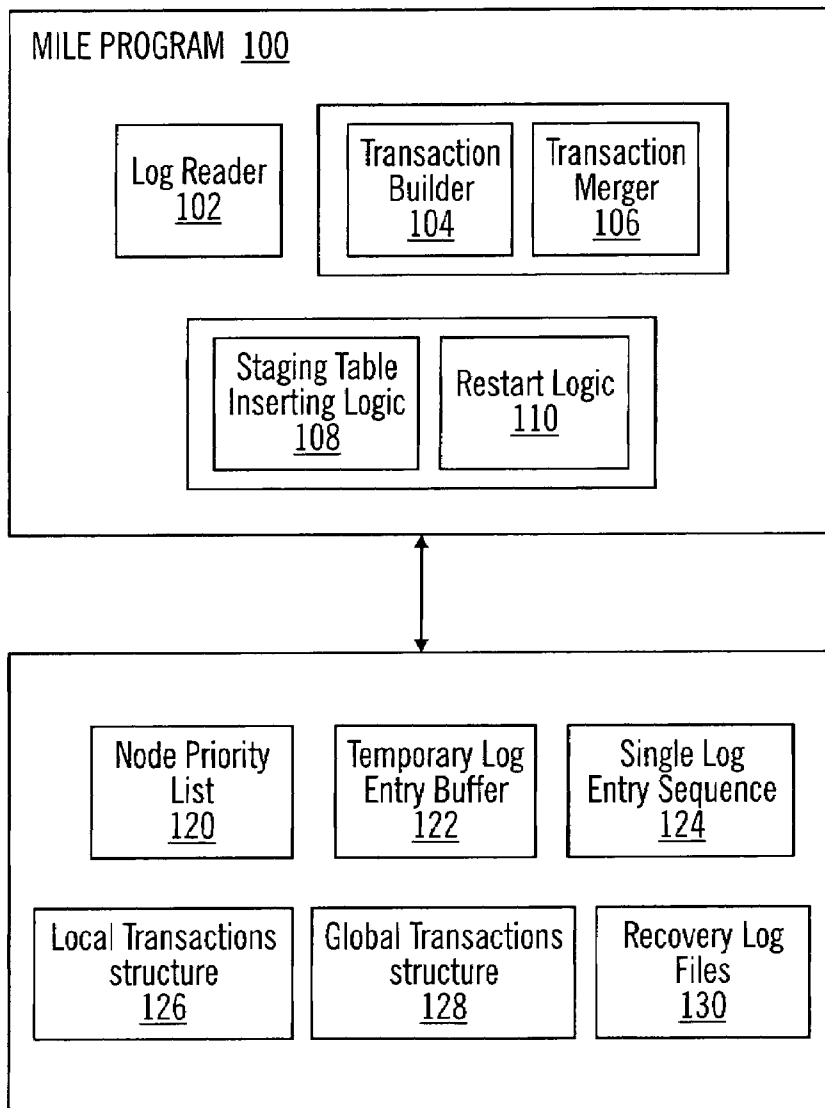 MILE PROGRAM 100
Log Reader
102
Transaction
Builder
104
Transaction
Merger
106
Staging Table
Inserting Logic
108
Restart Logic
110
Node Priority
List
120
Temporary Log
Entry Buffer
122
Single Log
Entry Sequence
124
Local Transactions
structure
126
Global Transactions
structure
128
Recovery Log
Files
130